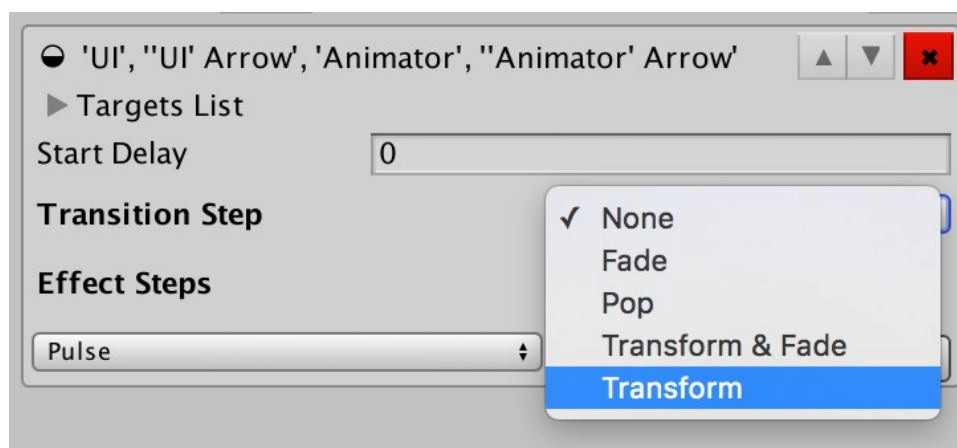 'UI', ''UI' Arrow', 'Animator', ''Animator' Arrow'
Targets List
Start Delay 0
Transition Step
✓ None
Fade
Effect Steps
Pop
Pulse
Transform & Fade
Transform